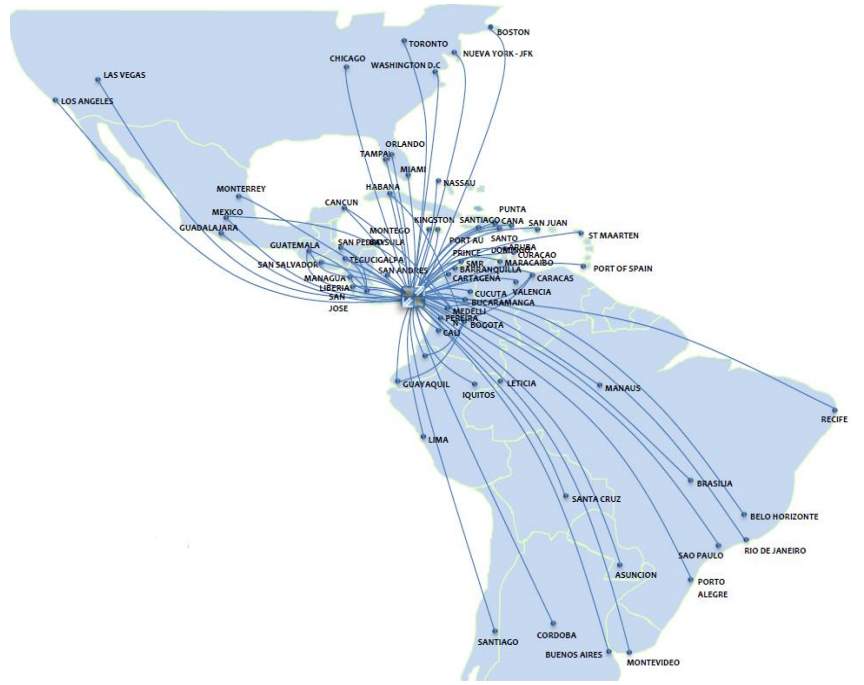 BOSTON
TORONTO
NUEVA YORK - JFK
CHICAGO
WASHINGTON D.C
LAS VEGAS
LOS ANGELES
ORLANDO
TAMPA
MIAMI
NASSAU
HABANA
MONTERREY
CANCUN
PUNTA
MEXICO
KINGSTON
SANTIAGO
CANA
SAN JUAN
GUADALAJARA
MONTEGO
ST MAARTEN
SANTO
PORT AU
GUATEMALA
SAN PEDRO
SULA
BAY
ARUBA
DOMINGO
PRINCE
CURAÇAO
SAN SALVADOR
TEGUCIGALPA
SMR
MARACAIBO
PORT OF SPAIN
SAN ANDRES
BARRANQUILLA
MANAGUA
CARTAGENA
CARACAS
LIBERIA
CUCUTA
VALENCIA
SAN
JOSE
BUCARAMANGA
MEDELLI
N
PEREIRA
BOGOTA
CALI
GUAYAQUIL
LETICIA
MANAUS
IQUITOS
RECIFE
LIMA
BRASILIA
SANTA CRUZ
BELO HORIZONTE
SAO PAULO
RIO DE JANEIRO
ASUNCION
PORTO
ALEGRE
SANTIAGO
CORDOBA
BUENOS AIRES
MONTEVIDEO